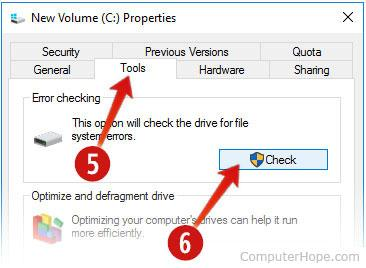 New Volume (C:) Properties
Security Previous Versions Quota
General Tools Hardware Sharing
Error checking
This option will check the drive for file
system errors.
5
Check
6
Optimize and defragment drive
Optimizing your computer's drives can help it run
more efficiently.
ComputerHope.com